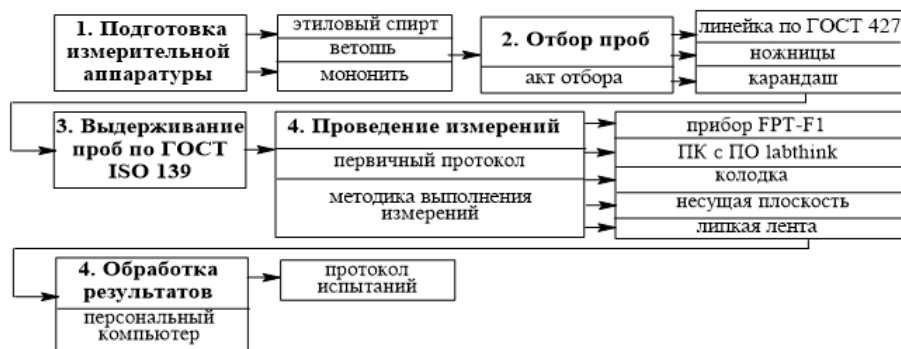 1. Подготовка
измерительной
аппаратуры
этиловый спирт
ветошь
мононить
2. Отбор проб
акт отбора
линейка по ГОСТ 427
ножницы
карандаш
3. Выдерживание
проб по ГОСТ
ISO 139
4. Проведение измерений
первичный протокол
методика выполнения
измерений
прибор FPT-F1
ПК с ПО labthink
колодка
несущая плоскость
липкая лента
4. Обработка
результатов
персональный
компьютер
протокол
испытаний